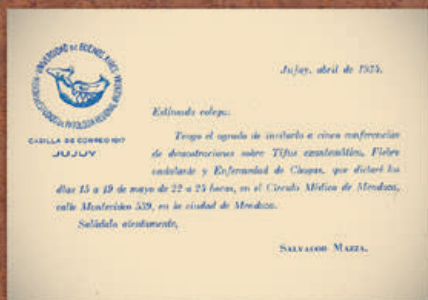 UNIVERSIDAD DE BUENOS AIRES
CASILLA DE CORREO 1917
JUJUY
Jujuy, abril de 1934.
Estimado colega:
Tengo el agrado de invitarlo a cinco conferencias
de demostraciones sobre Tifus exantemático, Fiebre
ondulante y Enfermedad de Chagas, que dictaré los
días 15 a 19 de mayo de 22 a 23 horas, en el Círculo Médico de Mendoza,
calle Montevideo 559, en la ciudad de Mendoza.
Salúdalo atentamente,
SALVADOR MAZZA.